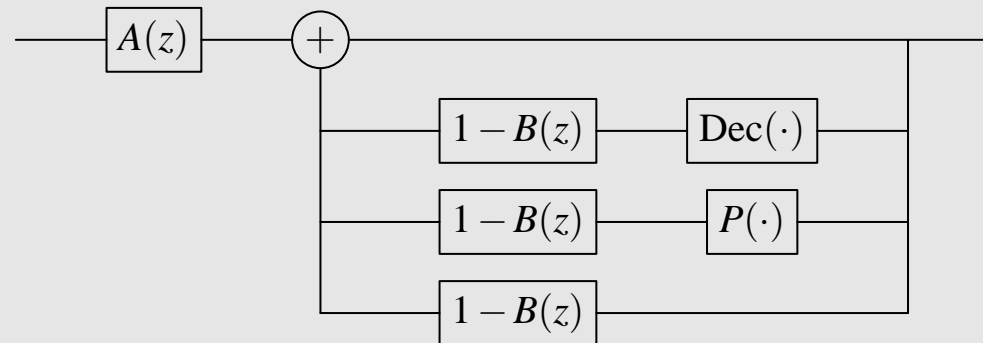 A(z) +
1 − B(z) Dec(·)
1 − B(z) P(·)
1 − B(z)